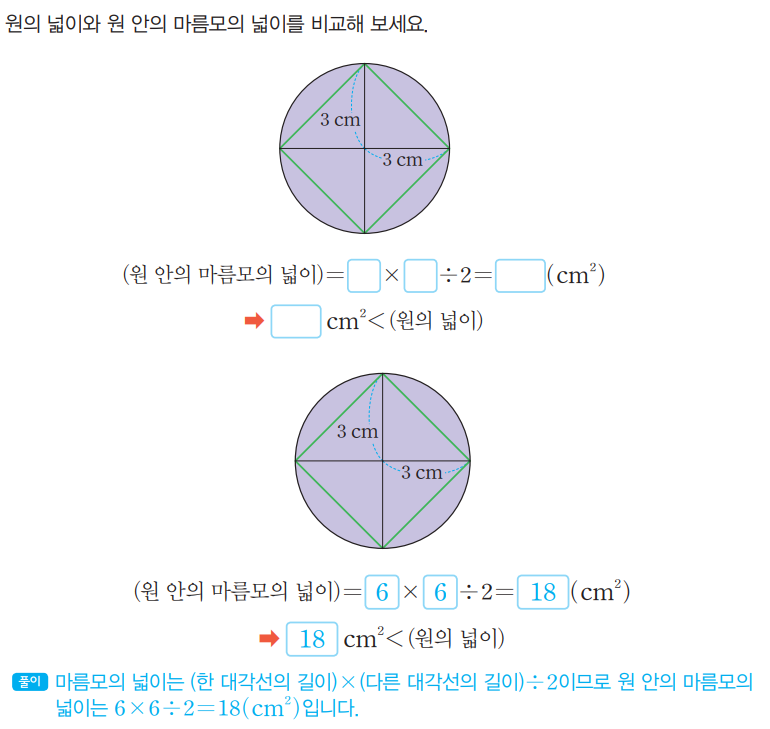 원의 넓이와 원 안의 마름모의 넓이를 비교해 보세요.
3 cm
3 cm
(원 안의 마름모의 넓이)=□×□÷2=□(cm²)
➡ □ cm²<(원의 넓이)
3 cm
3 cm
(원 안의 마름모의 넓이)=6×6÷2=18(cm²)
➡ 18 cm²<(원의 넓이)
풀이 마름모의 넓이는 (한 대각선의 길이)×(다른 대각선의 길이)÷2이므로 원 안의 마름모의
넓이는 6×6÷2=18(cm²)입니다.